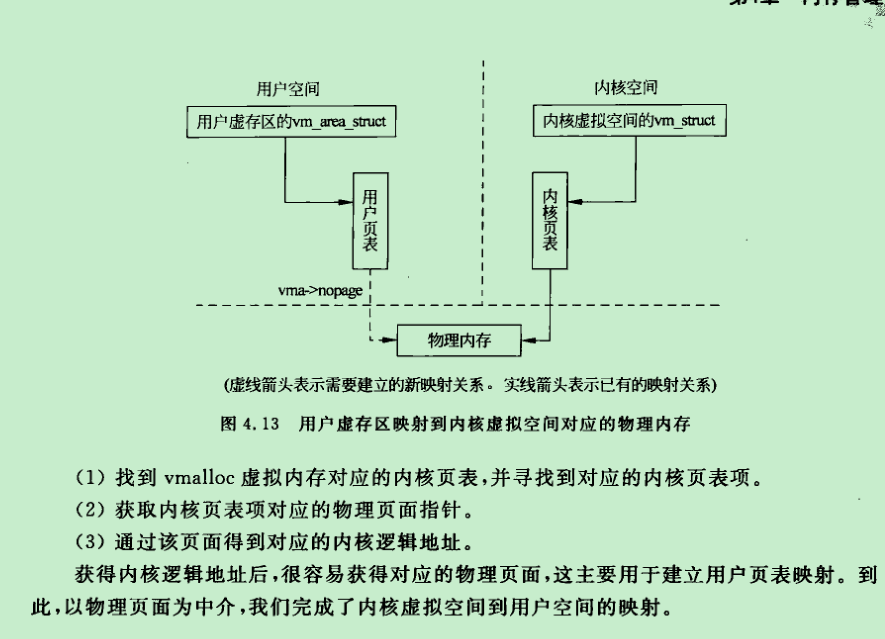 用户空间
内核空间
用户虚存区的vm_area_struct
内核虚拟空间的vm_struct
用户页表
内核页表
vma->nopage
物理内存
(虚线箭头表示需要建立的新映射关系。实线箭头表示已有的映射关系)
图 4.13 用户虚存区映射到内核虚拟空间对应的物理内存
(1) 找到 vmalloc 虚拟内存对应的内核页表,并寻找到对应的内核页表项。
(2) 获取内核页表项对应的物理页面指针。
(3) 通过该页面得到对应的内核逻辑地址。
获得内核逻辑地址后,很容易获得对应的物理页面,这主要用于建立用户页表映射。到
此,以物理页面为中介,我们完成了内核虚拟空间到用户空间的映射。